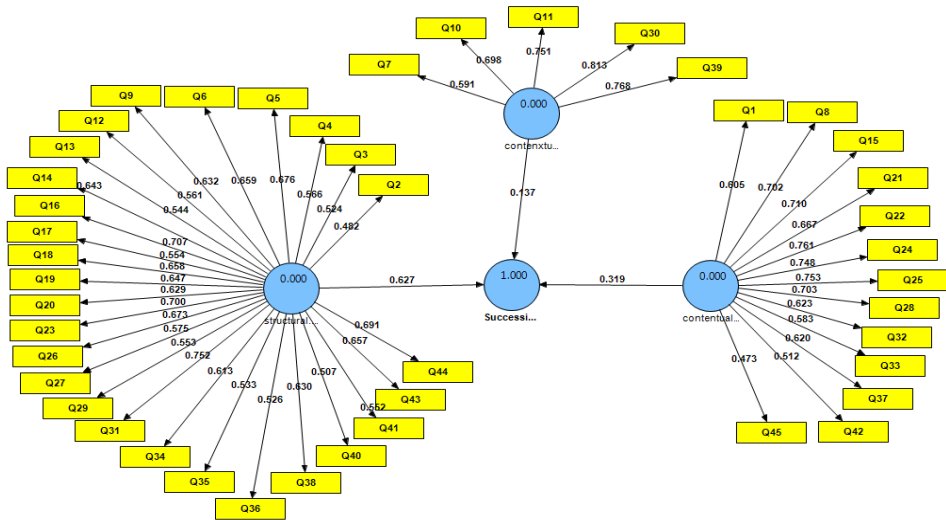 Q11
Q10
Q30
0.751
0.698
0.813
Q7
Q39
0.591
0.768
0.000
contenxtu...
0.137
Q9
Q6
Q5
Q12
Q4
Q13
Q3
Q14
Q2
Q16
Q17
Q18
Q19
Q20
Q23
Q26
Q27
Q29
Q31
Q34
Q35
Q36
Q38
Q40
Q41
Q43
Q44
0.632
0.659
0.676
0.566
0.524
0.482
0.561
0.544
0.643
0.707
0.554
0.658
0.647
0.629
0.700
0.673
0.575
0.553
0.752
0.613
0.533
0.526
0.630
0.507
0.552
0.657
0.691
0.000
structural....
0.627
1.000
Successi...
0.319
0.000
contentual...
Q1
Q8
Q15
Q21
Q22
Q24
Q25
Q28
Q32
Q33
Q37
Q42
Q45
0.605
0.702
0.710
0.667
0.761
0.748
0.753
0.703
0.623
0.583
0.620
0.512
0.473